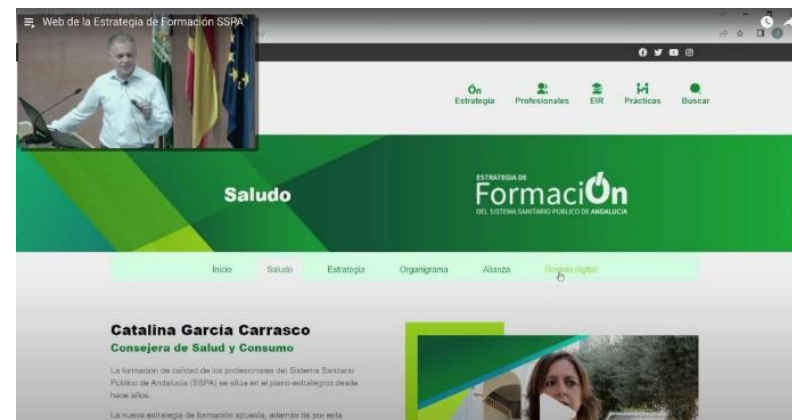 Web de la Estrategia de Formación SSPA
Ón
Estrategia
Profesionales
EIR
Prácticas
Buscar
Saludo
ESTRATEGIA DE
FormaciÓn
DEL SISTEMA SANITARIO PÚBLICO DE ANDALUCÍA
Inicio
Saludo
Estrategia
Organigrama
Alianza
Revista digital
Catalina García Carrasco
Consejera de Salud y Consumo
La formación de calidad de los profesionales del Sistema Sanitario
Público de Andalucía (SSPA) se sitúa en el plano estratégico desde
hace años.
La nueva estrategia de formación apuesta, además de por esta